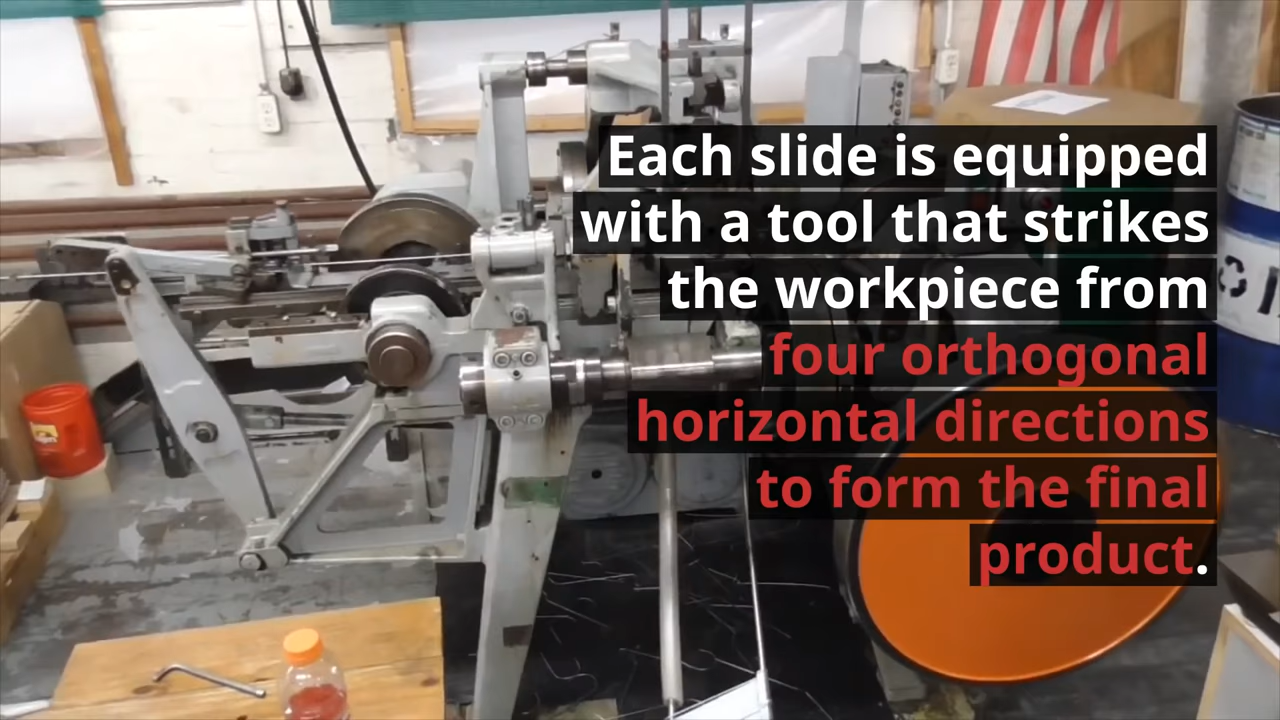 Each slide is equipped
with a tool that strikes
the workpiece from
four orthogonal
horizontal directions
to form the final
product.